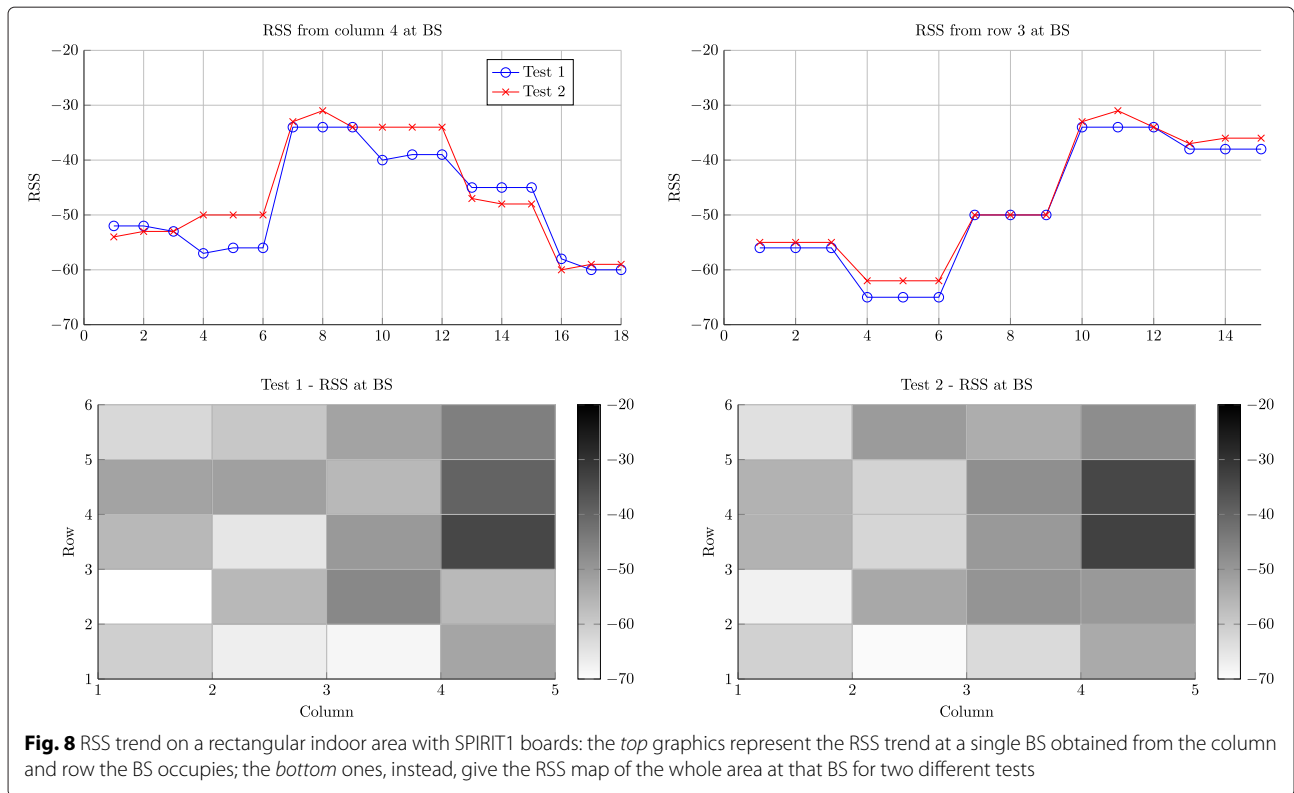 RSS from column 4 at BS
−20
−30
−40
−50
−60
−70
RSS
0 2 4 6 8 10 12 14 16 18
Test 1
Test 2
RSS from row 3 at BS
−20
−30
−40
−50
−60
−70
RSS
0 2 4 6 8 10 12 14
Test 1 - RSS at BS
6
5
4
3
2
1
Row
1 2 3 4 5
Column
−20
−30
−40
−50
−60
−70
Test 2 - RSS at BS
6
5
4
3
2
1
Row
1 2 3 4 5
Column
−20
−30
−40
−50
−60
−70
Fig. 8 RSS trend on a rectangular indoor area with SPIRIT1 boards: the top graphics represent the RSS trend at a single BS obtained from the column
and row the BS occupies; the bottom ones, instead, give the RSS map of the whole area at that BS for two different tests